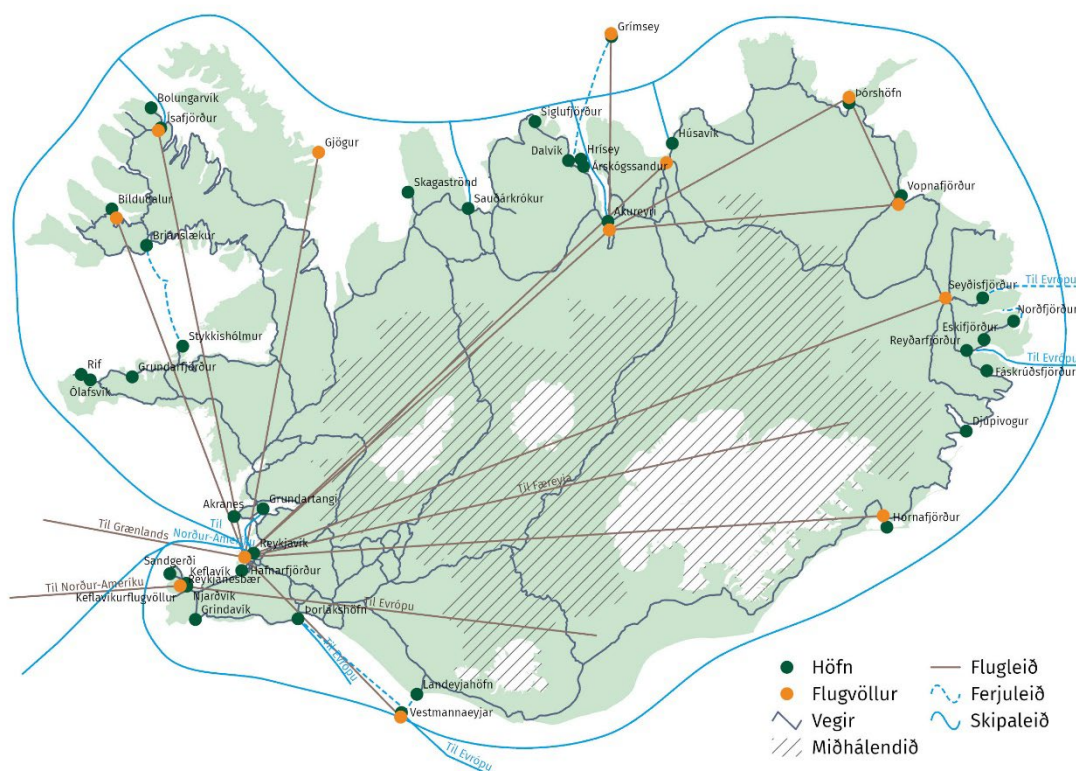 Grímsey
Bolungarvík
Ísafjörður
Gjögur
Siglufjörður
Þórshöfn
Húsavík
Dalvík
Hrísey
Árskógssandur
Skagaströnd
Sauðárkrókur
Vopnafjörður
Bíldudalur
Akureyri
Brjánslækur
Seyðisfjörður
Til Evrópu
Norðfjörður
Eskifjörður
Reyðarfjörður
Til Evrópu
Fáskrúðsfjörður
Stykkishólmur
Rif
Grundarfjörður
Ólafsvík
Djúpivogur
Til Færeyja
Akranes
Grundartangi
Til Grænlands
Til
Norður-Ameríku
Reykjavík
Hornafjörður
Sandgerði
Keflavík
Hafnarfjörður
Til Norður-Ameríku
Reykjanesbær
Keflavíkurflugvöllur
Njarðvík
Til Evrópu
Grindavík
Þorlákshöfn
Til Evrópu
Landeyjahöfn
Vestmannaeyjar
Til Evrópu
Höfn
Flugvöllur
Vegir
Miðhálendið
Flugleið
Ferjuleið
Skipaleið